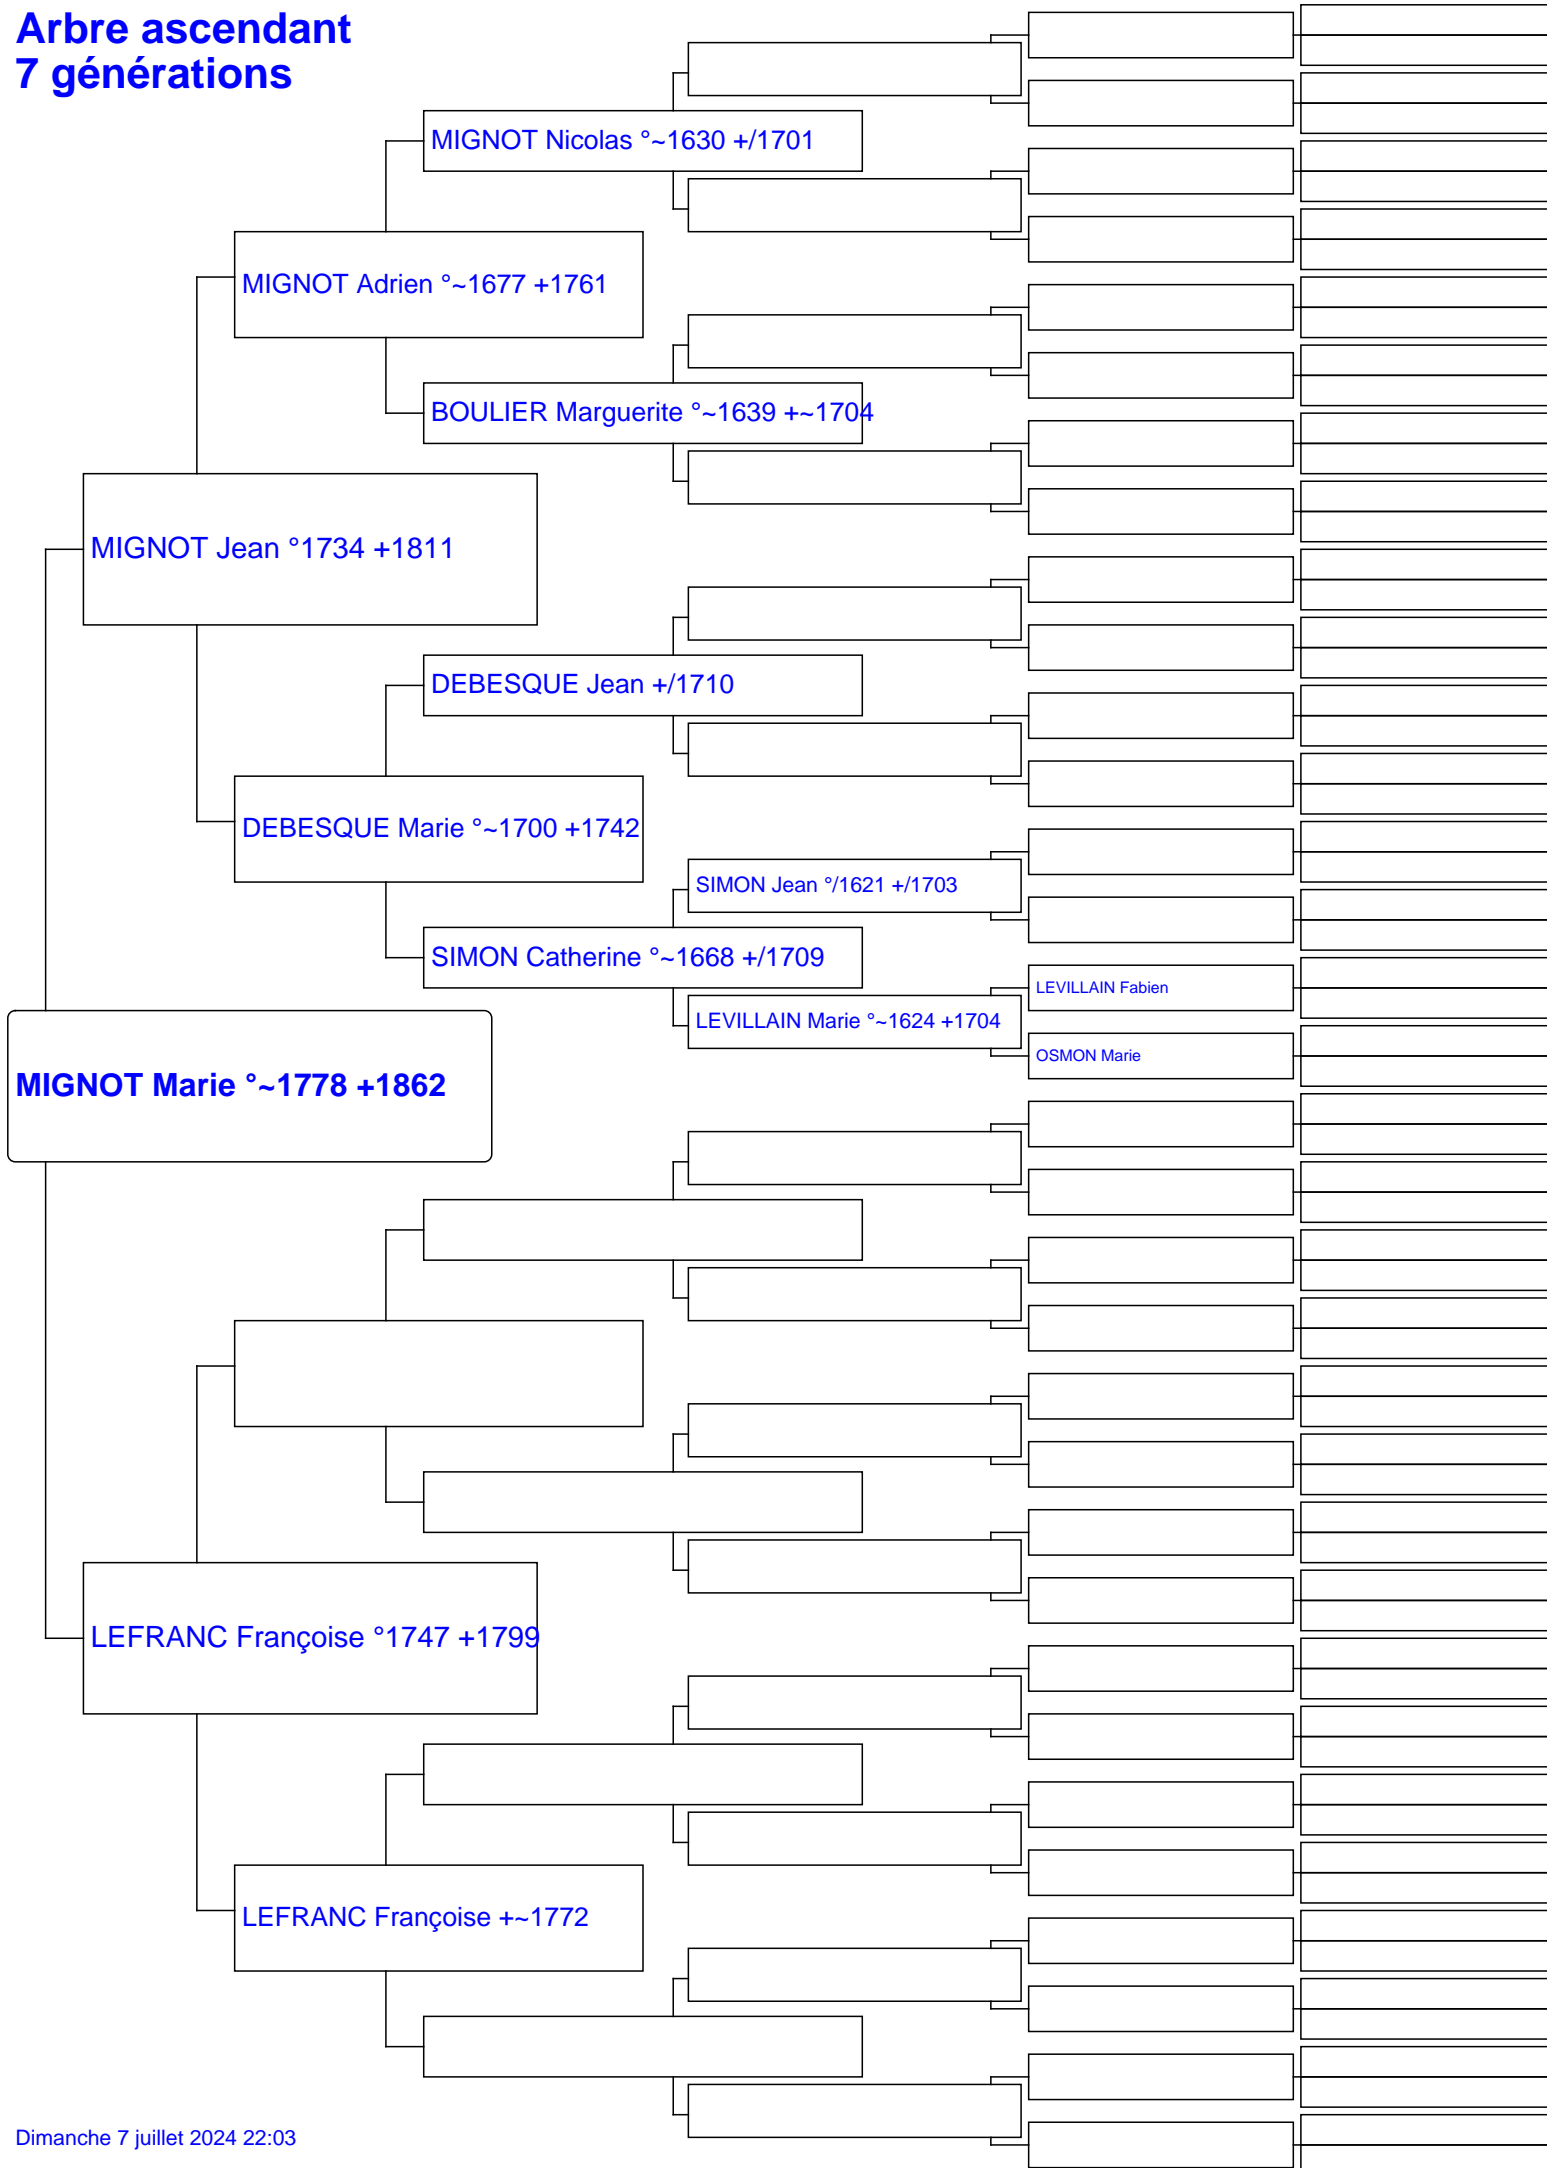 Arbre ascendant
7 générations
MIGNOT Nicolas °~1630 +/1701
MIGNOT Adrien °~1677 +1761
BOULIER Marguerite °~1639 +~1704
MIGNOT Jean °1734 +1811
DEBESQUE Jean +/1710
DEBESQUE Marie °~1700 +1742
SIMON Jean °/1621 +/1703
SIMON Catherine °~1668 +/1709
LEVILLAIN Fabien
LEVILLAIN Marie °~1624 +1704
OSMON Marie
MIGNOT Marie °~1778 +1862
LEFRANC Françoise °1747 +1799
LEFRANC Françoise +~1772
Dimanche 7 juillet 2024 22:03